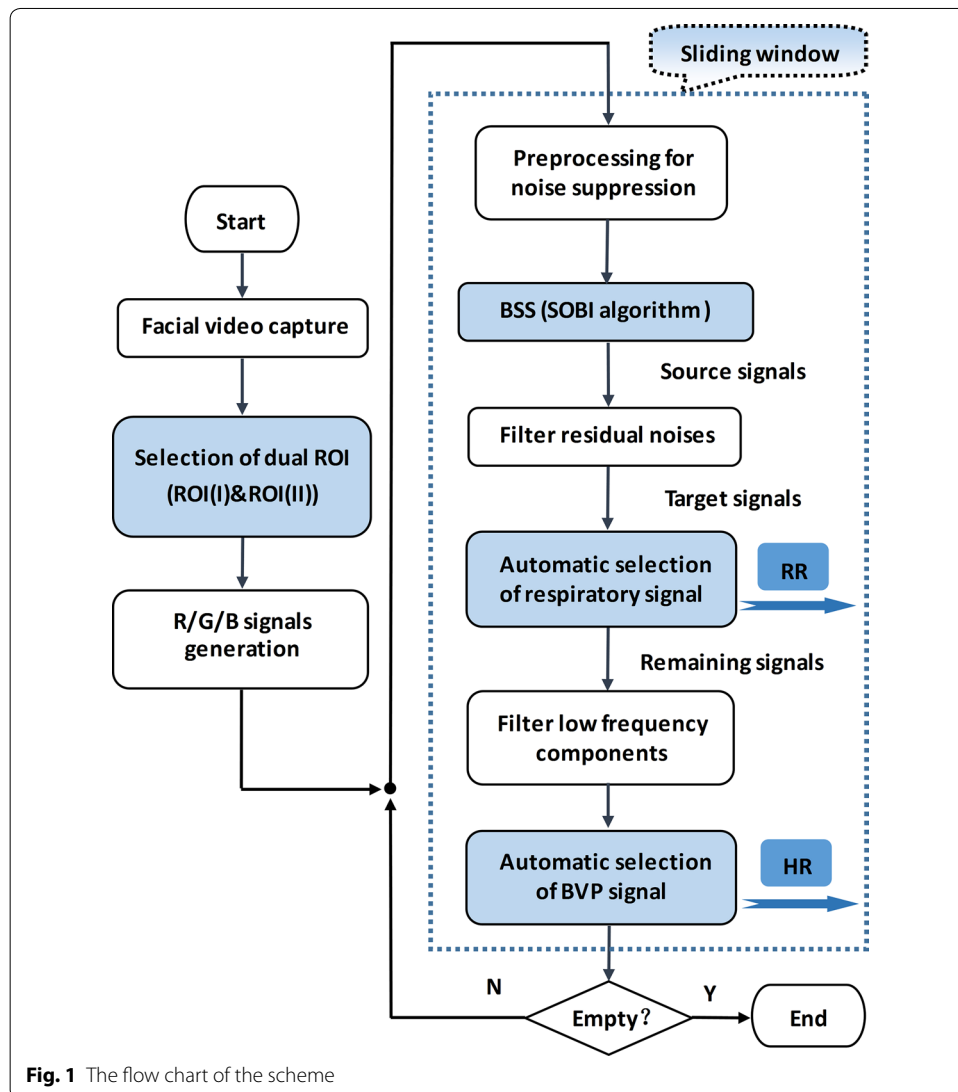 Start
Facial video capture
Selection of dual ROI
(ROI(I)&ROI(II))
R/G/B signals
generation
Sliding window
Preprocessing for
noise suppression
BSS (SOBI algorithm)
Source signals
Filter residual noises
Target signals
Automatic selection
of respiratory signal
RR
Remaining signals
Filter low frequency
components
Automatic selection
of BVP signal
HR
N
Empty?
Y
End
Fig. 1 The flow chart of the scheme